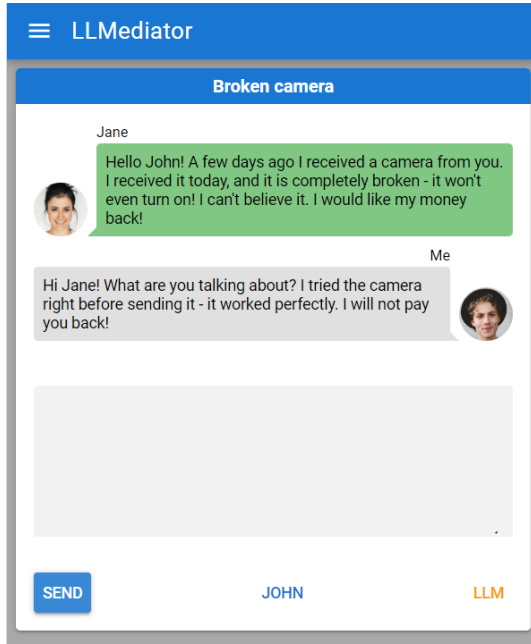 LLMediator
Broken camera
Jane
Hello John! A few days ago I received a camera from you.
I received it today, and it is completely broken - it won't
even turn on! I can't believe it. I would like my money
back!
Me
Hi Jane! What are you talking about? I tried the camera
right before sending it - it worked perfectly. I will not pay
you back!
SEND
JOHN
LLM